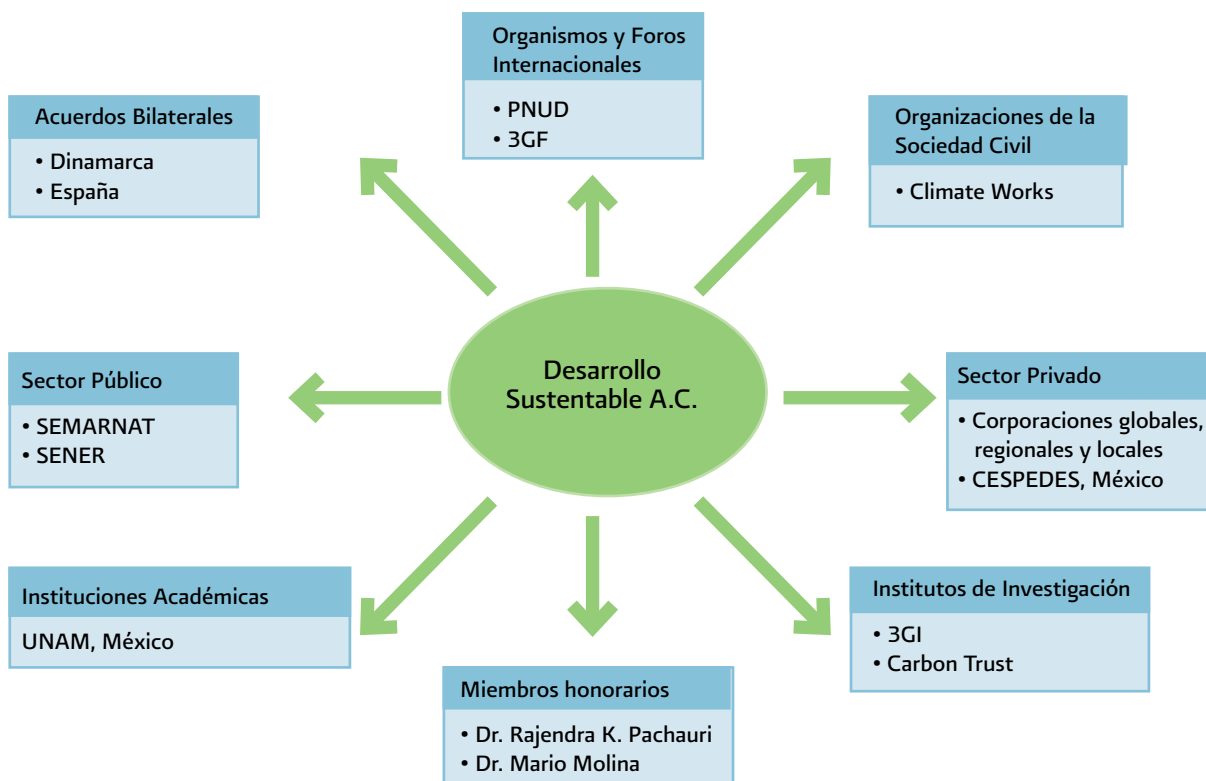 Organismos y Foros
Internacionales
• PNUD
• 3GF
Acuerdos Bilaterales
• Dinamarca
• España
Organizaciones de la
Sociedad Civil
• Climate Works
Desarrollo
Sustentable A.C.
Sector Público
• SEMARNAT
• SENER
Sector Privado
• Corporaciones globales,
regionales y locales
• CESPEDES, México
Instituciones Académicas
UNAM, México
Institutos de Investigación
• 3GI
• Carbon Trust
Miembros honorarios
• Dr. Rajendra K. Pachauri
• Dr. Mario Molina